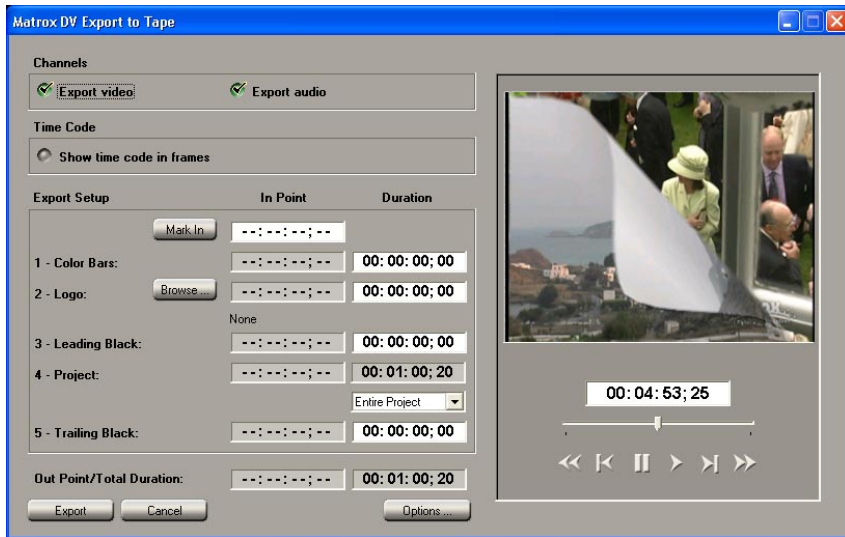 Matrox DV Export to Tape
Channels
Export video Export audio
Time Code
Show time code in frames
Export Setup In Point Duration
Mark In --:--:--;--
1 - Color Bars: --:--:--;-- 00:00:00;00
2 - Logo: Browse ... --:--:--;-- 00:00:00;00
None
3 - Leading Black: --:--:--;-- 00:00:00;00
4 - Project: --:--:--;-- 00:01:00;20
Entire Project
5 - Trailing Black: --:--:--;-- 00:00:00;00
Out Point/Total Duration: --:--:--;-- 00:01:00;20
Export Cancel Options ...
00:04:53;25